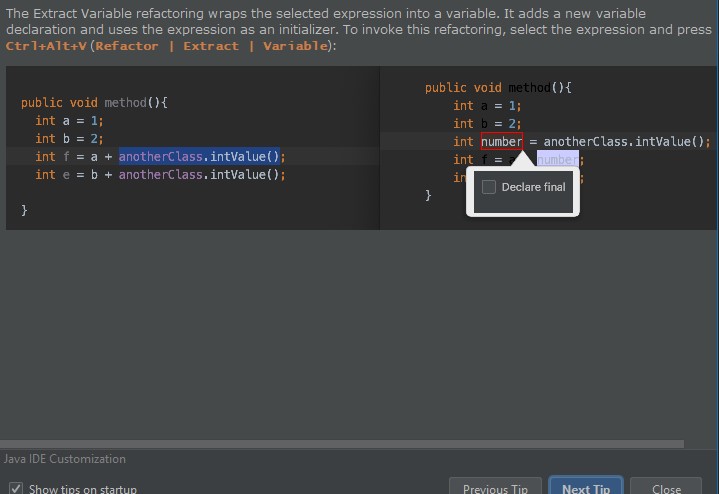 The Extract Variable refactoring wraps the selected expression into a variable. It adds a new variable
declaration and uses the expression as an initializer. To invoke this refactoring, select the expression and press
Ctrl+Alt+V (Refactor | Extract | Variable):
public void method(){
int a = 1;
int b = 2;
int f = a + anotherClass.intValue();
int e = b + anotherClass.intValue();
}
public void method(){
int a = 1;
int b = 2;
int number = anotherClass.intValue();
int f = a number;
in ;
}
Declare final
Java IDE Customization
Show tips on startup
Previous Tip
Next Tip
Close